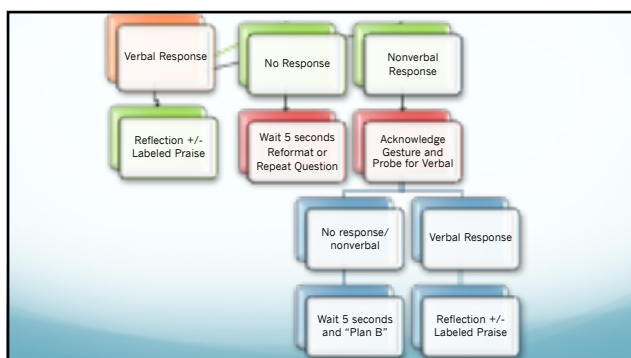 Verbal Response
No Response
Nonverbal
Response
Reflection +/-
Labeled Praise
Wait 5 seconds
Reformat or
Repeat Question
Acknowledge
Gesture and
Probe for Verbal
No response/
nonverbal
Verbal Response
Wait 5 seconds
and “Plan B”
Reflection +/-
Labeled Praise